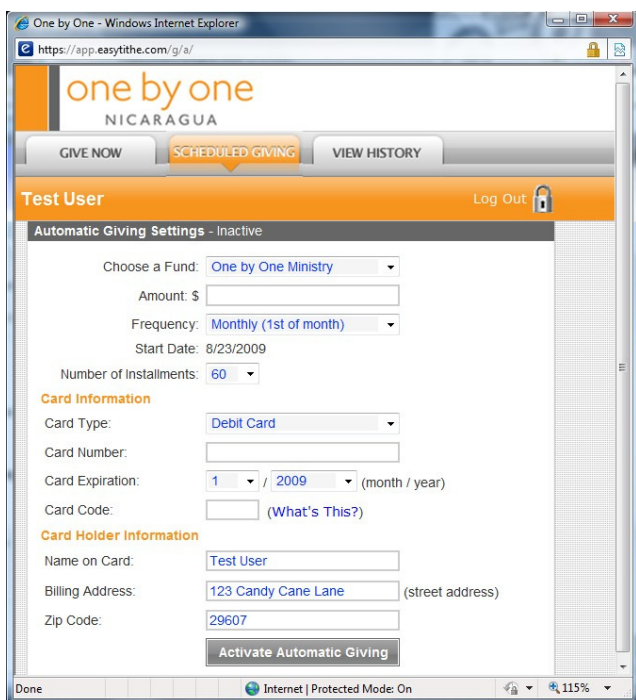 One by One - Windows Internet Explorer
https://app.easytithe.com/g/a/
one by one
NICARAGUA
GIVE NOW SCHEDULED GIVING VIEW HISTORY
Test User Log Out
Automatic Giving Settings - Inactive
Choose a Fund: One by One Ministry
Amount: $
Frequency: Monthly (1st of month)
Start Date: 8/23/2009
Number of Installments: 60
Card Information
Card Type: Debit Card
Card Number:
Card Expiration: 1 / 2009 (month / year)
Card Code: (What's This?)
Card Holder Information
Name on Card: Test User
Billing Address: 123 Candy Cane Lane (street address)
Zip Code: 29607
Activate Automatic Giving
Done Internet | Protected Mode: On 115%